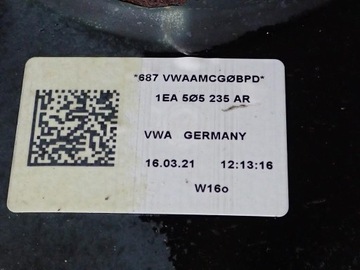 *687 VWAAMCGØBPD*
1EA 5Ø5 235 AR
VWA GERMANY
16.03.21 12:13:16
W16o